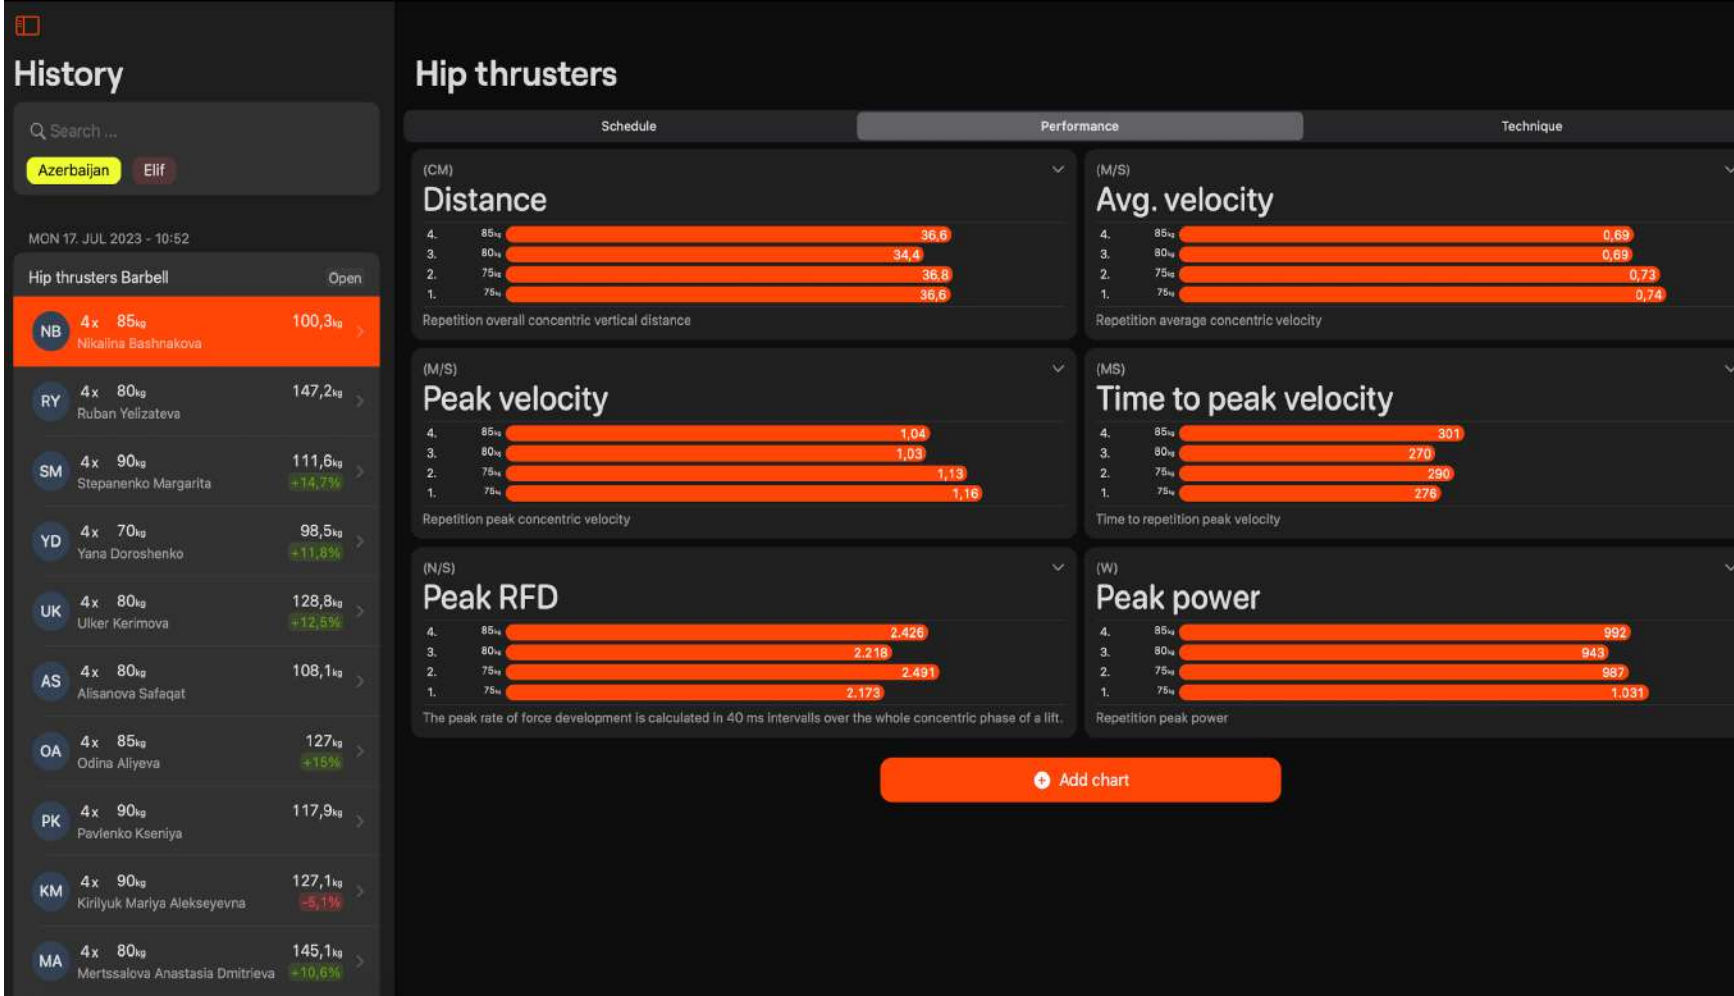 History
Search ...
Azerbaijan Elif
MON 17. JUL 2023 - 10:52
Hip thrusters Barbell Open
NB 4x 85kg 100,3kg
Nikalina Bashnakova
RY 4x 80kg 147,2kg
Ruban Yelizateva
SM 4x 90kg 111,6kg
Stepanenko Margarita +14,7%
YD 4x 70kg 98,5kg
Yana Doroshenko +11,8%
UK 4x 80kg 128,8kg
Ulker Kerimova +12,5%
AS 4x 80kg 108,1kg
Alisanova Safaqat
OA 4x 85kg 127kg
Odina Aliyeva +15%
PK 4x 90kg 117,9kg
Pavlenko Kseniya
KM 4x 90kg 127,1kg
Kirilyuk Mariya Alekseyevna -5,1%
MA 4x 80kg 145,1kg
Mertssalova Anastasia Dmitrieva +10,6%
Hip thrusters
Schedule Performance Technique
(CM)
Distance
4. 85kg 36,6
3. 80kg 34,4
2. 75kg 36,8
1. 75kg 36,6
Repetition overall concentric vertical distance
(M/S)
Avg. velocity
4. 85kg 0,69
3. 80kg 0,69
2. 75kg 0,73
1. 75kg 0,74
Repetition average concentric velocity
(M/S)
Peak velocity
4. 85kg 1,04
3. 80kg 1,03
2. 75kg 1,13
1. 75kg 1,16
Repetition peak concentric velocity
(MS)
Time to peak velocity
4. 85kg 301
3. 80kg 270
2. 75kg 290
1. 75kg 276
Time to repetition peak velocity
(N/S)
Peak RFD
4. 85kg 2.426
3. 80kg 2.218
2. 75kg 2.491
1. 75kg 2.173
The peak rate of force development is calculated in 40 ms intervalls over the whole concentric phase of a lift.
(W)
Peak power
4. 85kg 992
3. 80kg 943
2. 75kg 987
1. 75kg 1.031
Repetition peak power
Add chart